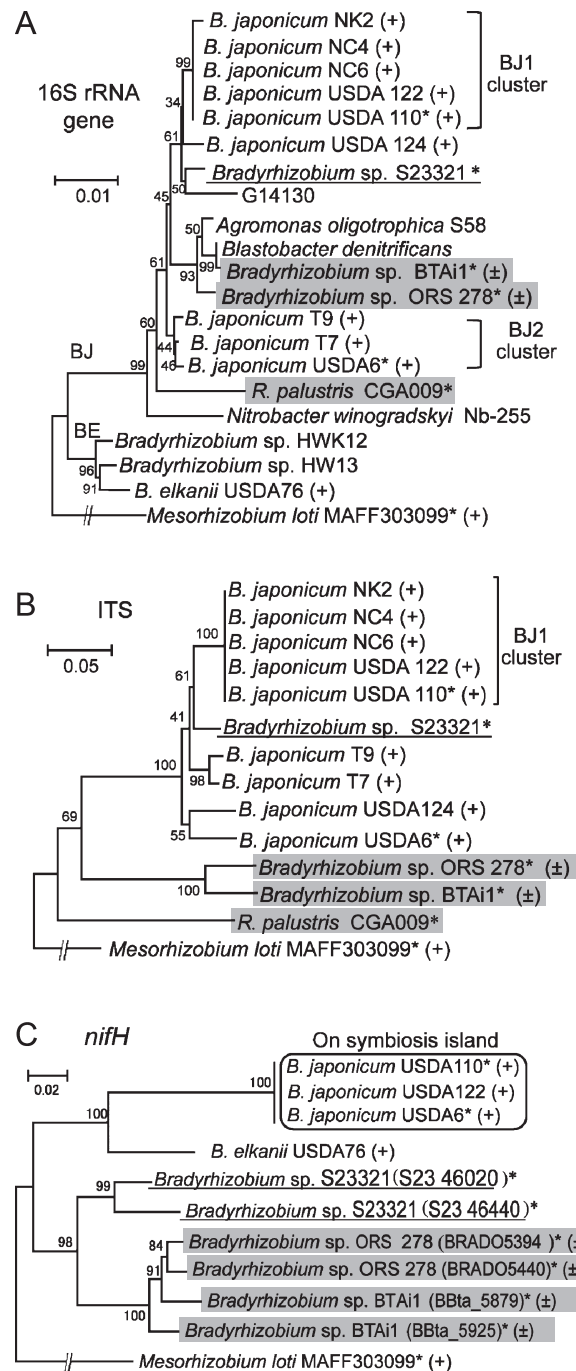 A
16S rRNA
gene
0.01
B. japonicum NK2 (+)
B. japonicum NC4 (+)
B. japonicum NC6 (+)
B. japonicum USDA 122 (+)
B. japonicum USDA 110* (+)
BJ1
cluster
B. japonicum USDA 124 (+)
Bradyrhizobium sp. S23321 *
G14130
Agromonas oligotrophica S58
Blastobacter denitrificans
Bradyrhizobium sp. BTAi1* (±)
Bradyrhizobium sp. ORS 278* (±)
B. japonicum T9 (+)
B. japonicum T7 (+)
B. japonicum USDA6* (+)
BJ2
cluster
R. palustris CGA009*
Nitrobacter winogradskyi Nb-255
Bradyrhizobium sp. HWK12
Bradyrhizobium sp. HW13
B. elkanii USDA76 (+)
Mesorhizobium loti MAFF303099* (+)
BJ
BE
99
34
61
50
45
50
99
93
61
60
44
46
99
96
91
B
ITS
0.05
B. japonicum NK2 (+)
B. japonicum NC4 (+)
B. japonicum NC6 (+)
B. japonicum USDA 122 (+)
B. japonicum USDA 110* (+)
BJ1
cluster
Bradyrhizobium sp. S23321*
B. japonicum T9 (+)
B. japonicum T7 (+)
B. japonicum USDA124 (+)
B. japonicum USDA6* (+)
Bradyrhizobium sp. ORS 278* (±)
Bradyrhizobium sp. BTAi1* (±)
R. palustris CGA009*
Mesorhizobium loti MAFF303099* (+)
100
61
41
98
100
55
69
100
C
nifH
0.02
On symbiosis island
B. japonicum USDA110* (+)
B. japonicum USDA122 (+)
B. japonicum USDA6* (+)
B. elkanii USDA76 (+)
Bradyrhizobium sp. S23321(S23 46020 )*
Bradyrhizobium sp. S23321 (S23 46440 )*
Bradyrhizobium sp. ORS 278 (BRADO5394 )* (±
Bradyrhizobium sp. ORS 278 (BRADO5440)* (±
Bradyrhizobium sp. BTAi1 (BBta_5879)* (±)
Bradyrhizobium sp. BTAi1 (BBta_5925)* (±)
Mesorhizobium loti MAFF303099* (+)
100
100
99
98
84
91
100